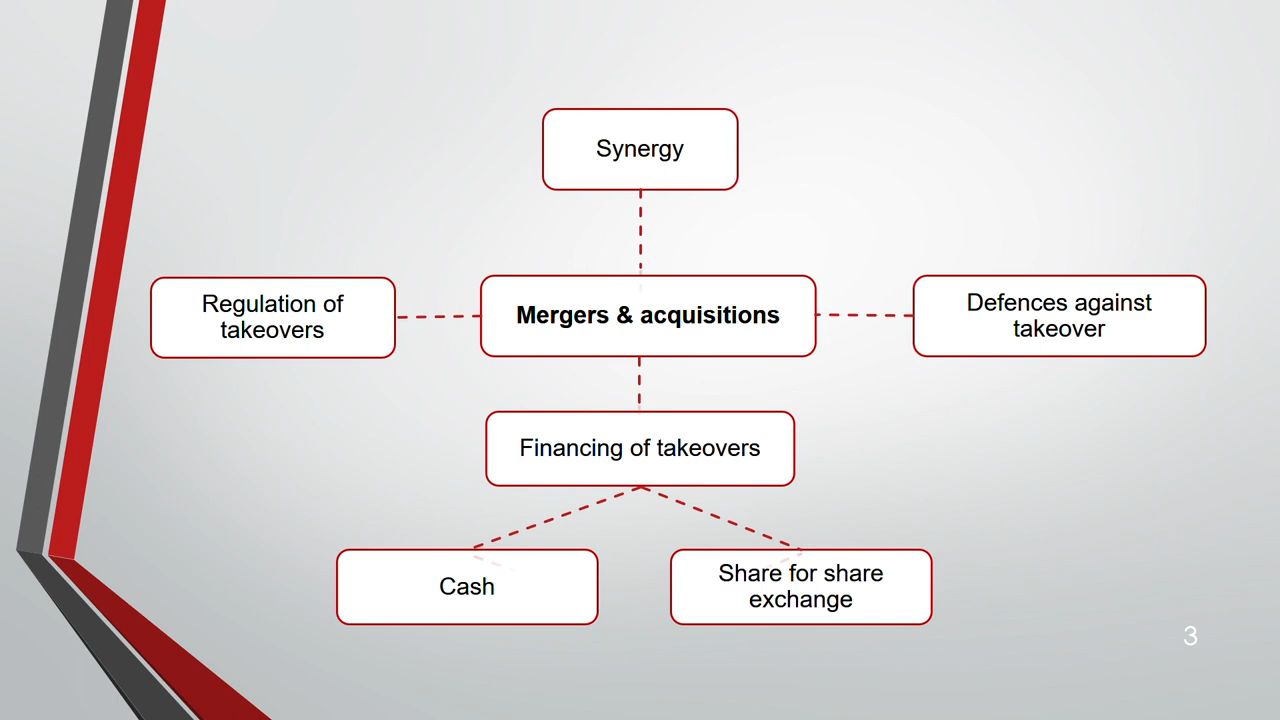 Synergy
Regulation of
takeovers
Mergers & acquisitions
Defences against
takeover
Financing of takeovers
Cash
Share for share
exchange
3